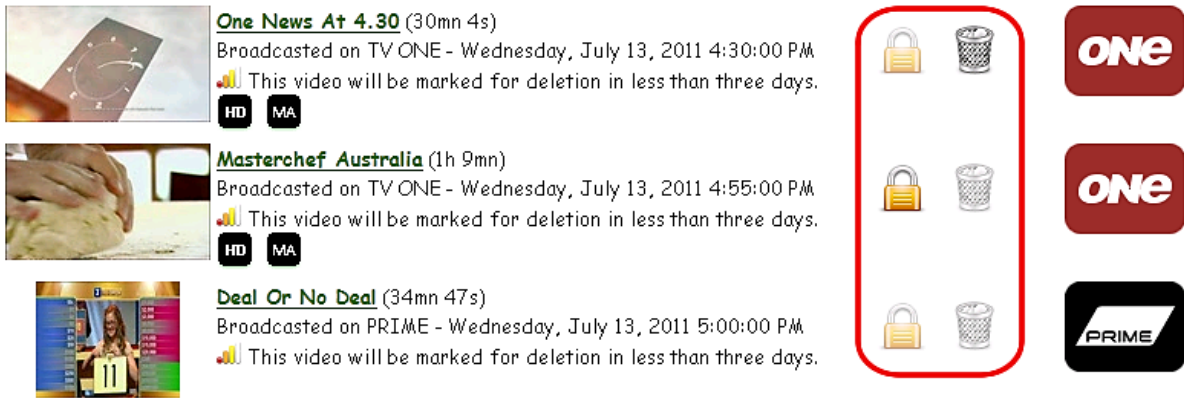 One News At 4.30 (30mn 4s)
Broadcasted on TV ONE - Wednesday, July 13, 2011 4:30:00 PM
This video will be marked for deletion in less than three days.
HD MA
ONE
Masterchef Australia (1h 9mn)
Broadcasted on TV ONE - Wednesday, July 13, 2011 4:55:00 PM
This video will be marked for deletion in less than three days.
HD MA
ONE
Deal Or No Deal (34mn 47s)
Broadcasted on PRIME - Wednesday, July 13, 2011 5:00:00 PM
This video will be marked for deletion in less than three days.
11
PRIME